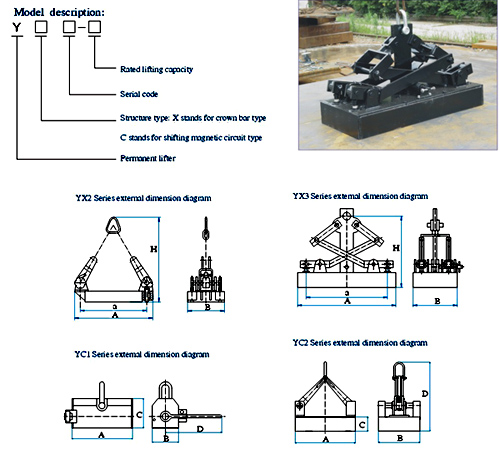 Model description:
Y □ □-□
Rated lifting capacity
Serial code
Structure type: X stands for crown bar type
C stands for shifting magnetic circuit type
Permanent lifter
YX2 Series external dimension diagram
YX3 Series external dimension diagram
H
a
A
B
H
a
A
B
YC1 Series external dimension diagram
YC2 Series external dimension diagram
C
A
B
D
C
A
B
D